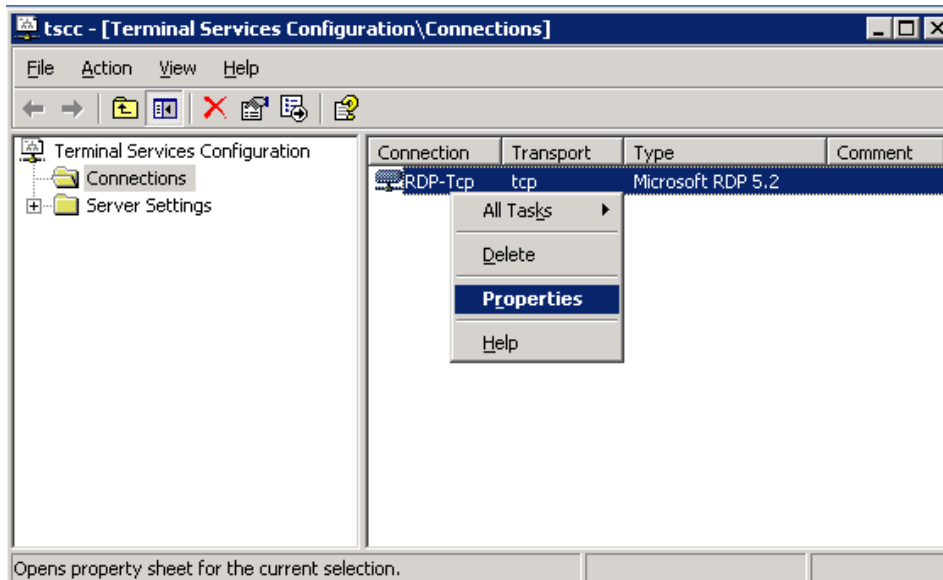 tscc - [Terminal Services Configuration\Connections]
File Action View Help
Terminal Services Configuration
Connections
Server Settings
Connection Transport Type Comment
RDP-Tcp tcp Microsoft RDP 5.2
All Tasks
Delete
Properties
Help
Opens property sheet for the current selection.